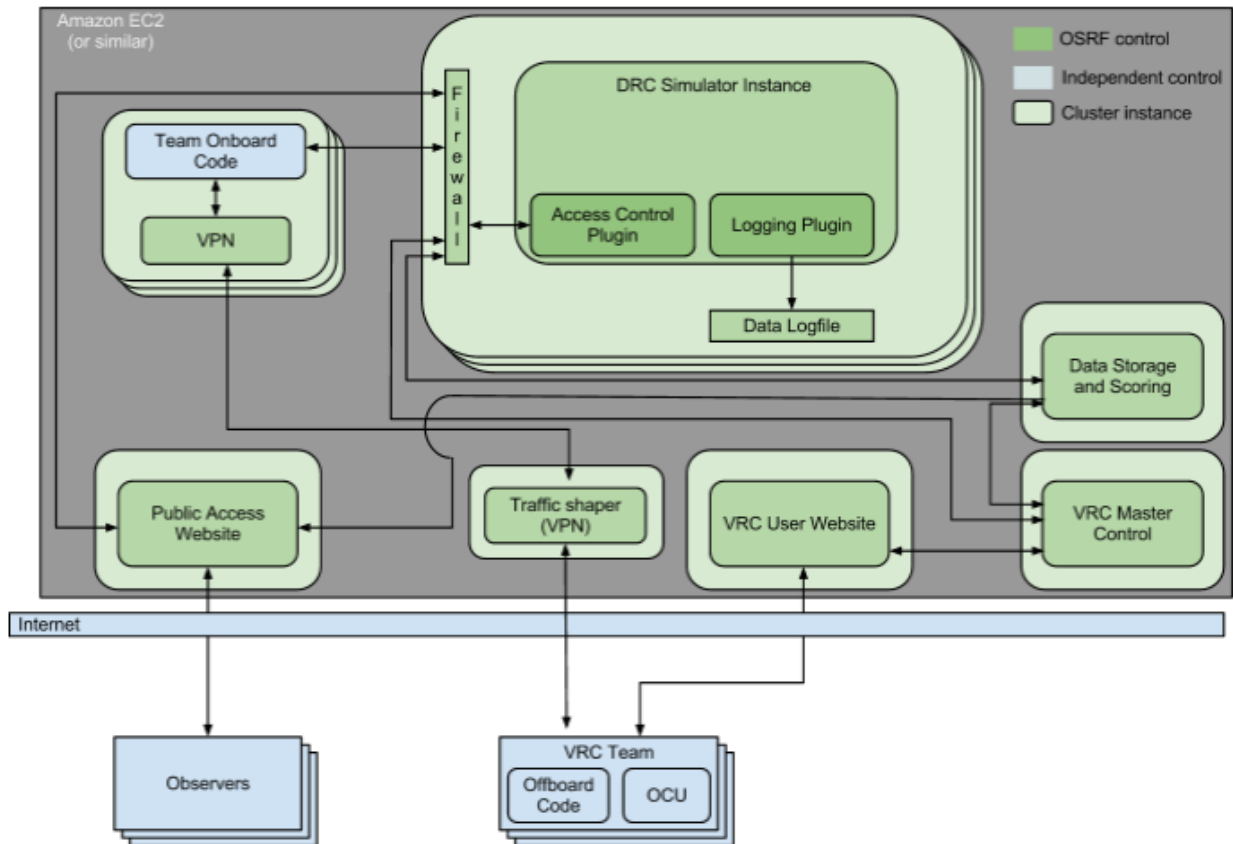 Amazon EC2
(or similar)
OSRF control
Independent control
Cluster instance
Firewall
DRC Simulator Instance
Team Onboard
Code
VPN
Access Control
Plugin
Logging Plugin
Data Logfile
Data Storage
and Scoring
Public Access
Website
Traffic shaper
(VPN)
VRC User Website
VRC Master
Control
Internet
Observers
VRC Team
Offboard
Code
OCU